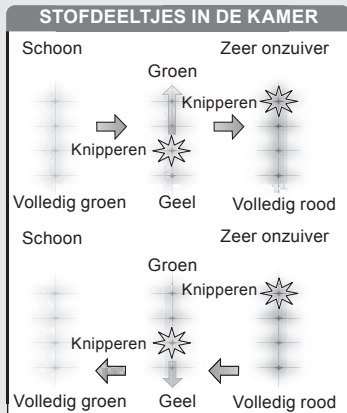 STOFDEELTJES IN DE KAMER
Schoon Zeer onzuiver
Groen
Knipperen
Knipperen
Volledig groen Geel Volledig rood
Schoon Zeer onzuiver
Groen
Knipperen
Knipperen
Volledig groen Geel Volledig rood